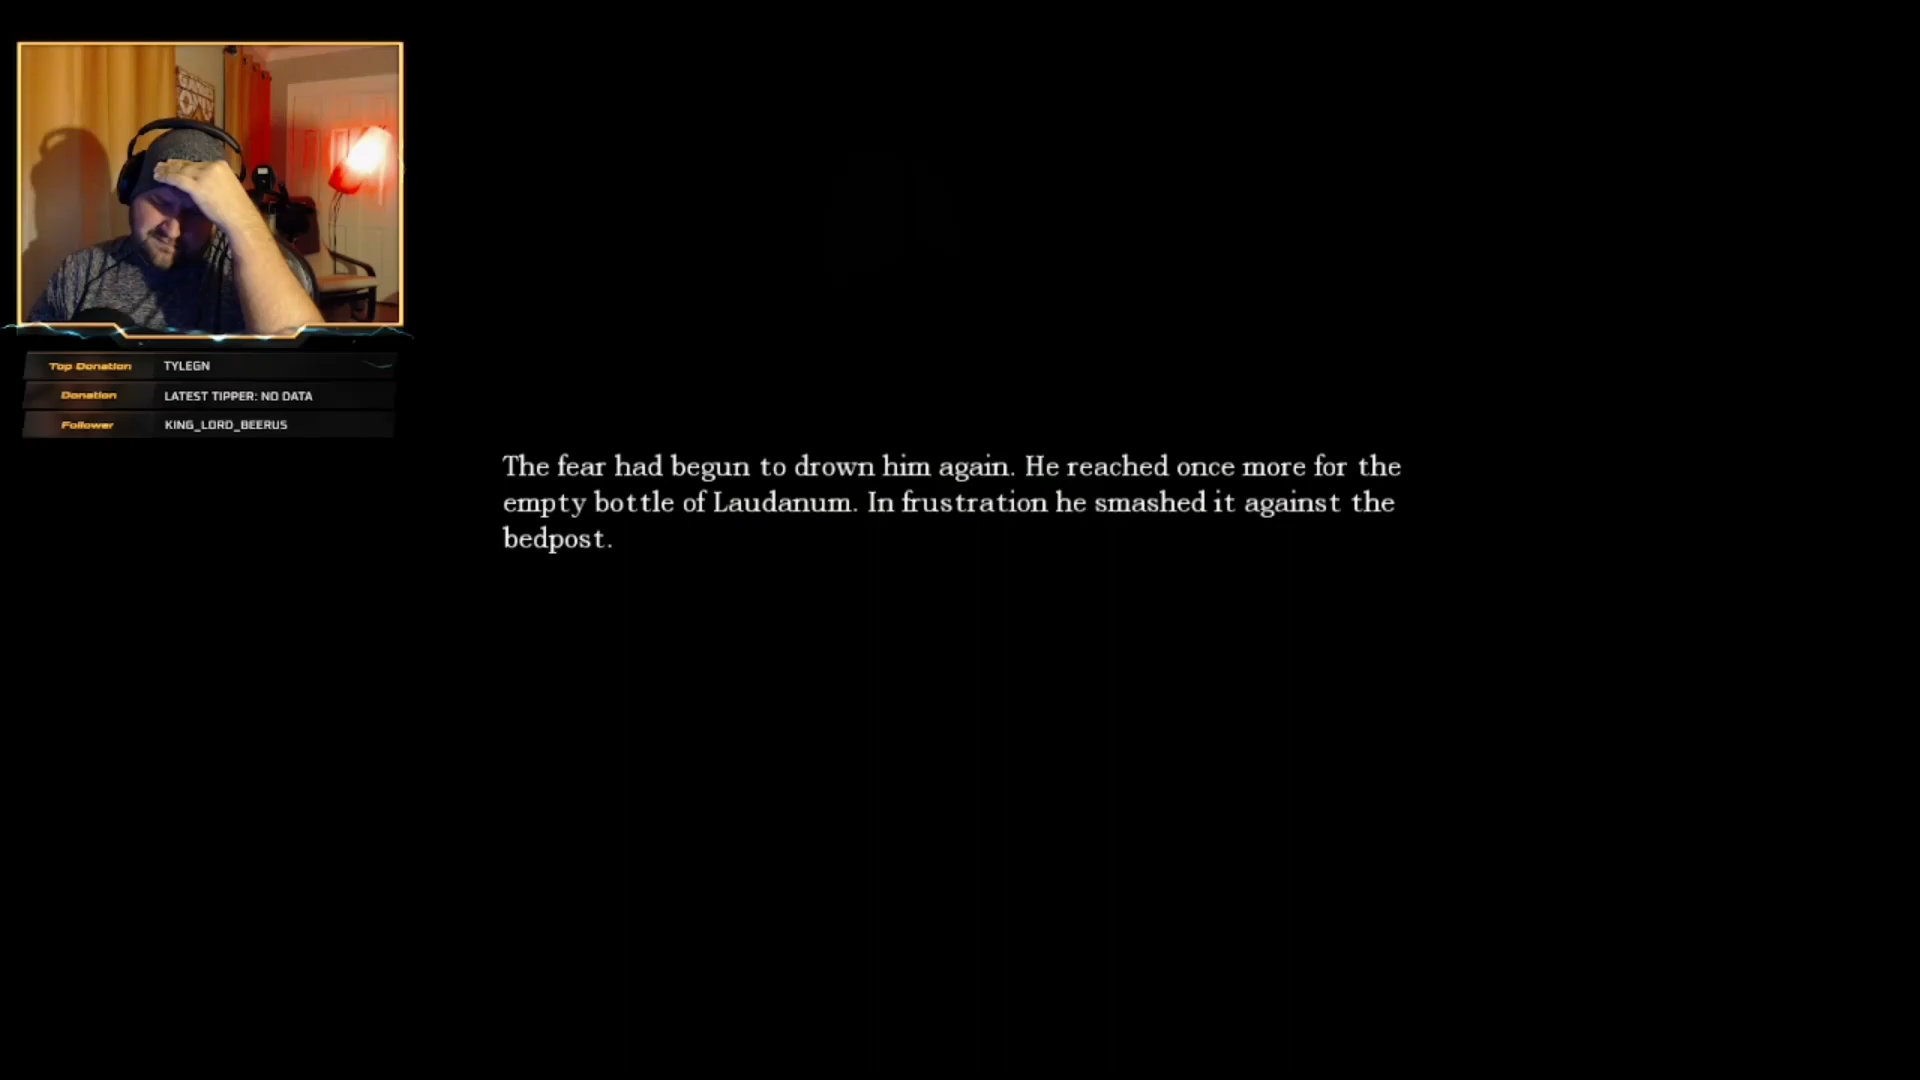 Top Donation TYLEGN
Donation LATEST TIPPER: NO DATA
Follower KING_LORD_BEERUS
The fear had begun to drown him again. He reached once more for the
empty bottle of Laudanum. In frustration he smashed it against the
bedpost.